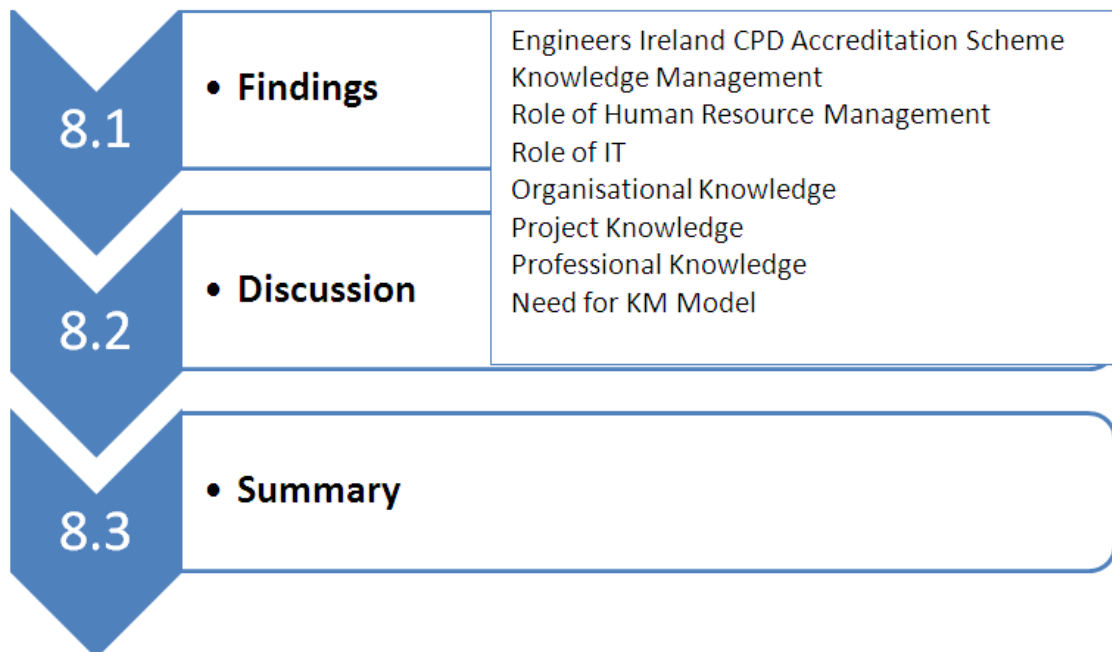 8.1
• Findings
Engineers Ireland CPD Accreditation Scheme
Knowledge Management
Role of Human Resource Management
Role of IT
Organisational Knowledge
Project Knowledge
Professional Knowledge
Need for KM Model
8.2
• Discussion
8.3
• Summary